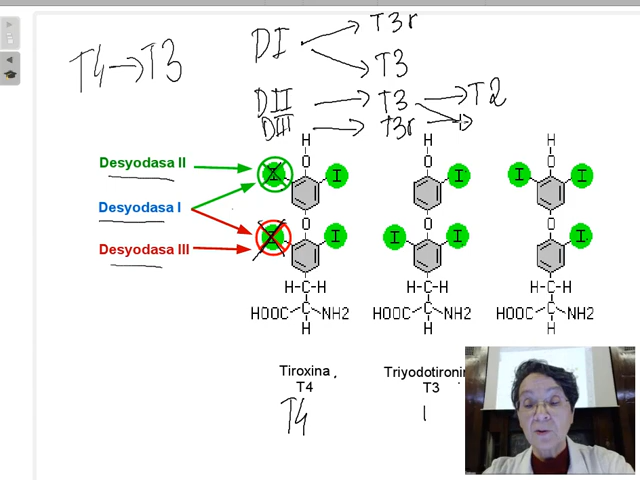 T4 → T3
DI → T3r
→ T3
DII → T3 → T2
DIII → T3r →
Desyodasa II
Desyodasa I
Desyodasa III
H H H
O O O
I I I I I
O O O
I I I I I
H-C-H H-C-H H-C-H
HOOC-C-NH2 HOOC-C-NH2 HOOC-C-NH2
H H H
Tiroxina Triyodotironin
T4 T3
T4